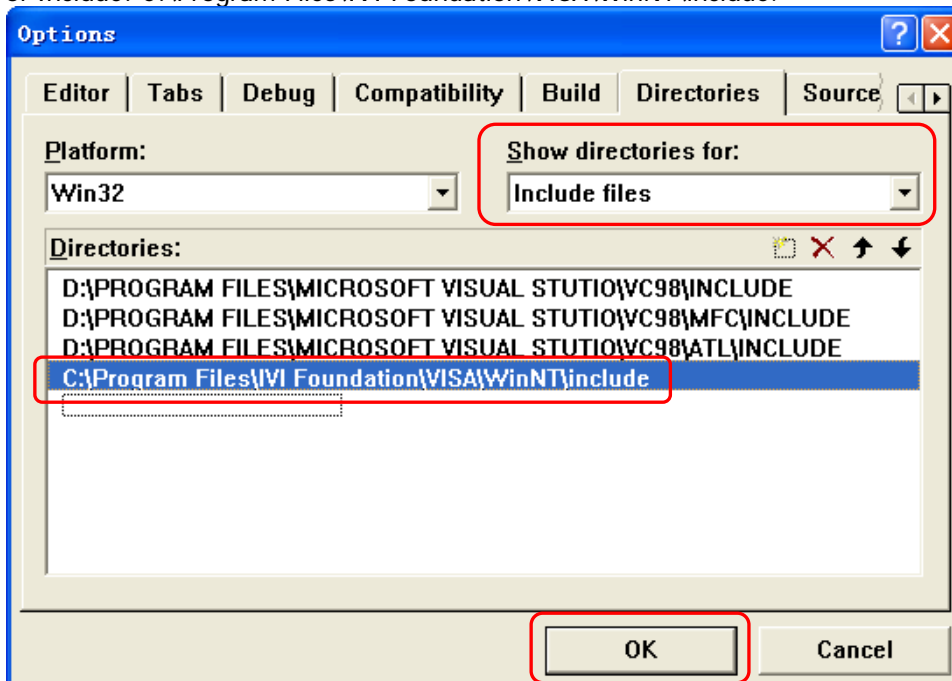 Options
Editor Tabs Debug Compatibility Build Directories Source
Platform: Show directories for:
Win32 Include files
Directories:
D:\PROGRAM FILES\MICROSOFT VISUAL STUTIO\VC98\INCLUDE
D:\PROGRAM FILES\MICROSOFT VISUAL STUTIO\VC98\MFC\INCLUDE
D:\PROGRAM FILES\MICROSOFT VISUAL STUTIO\VC98\ATL\INCLUDE
C:\Program Files\IVI Foundation\VISA\WinNT\include
OK Cancel